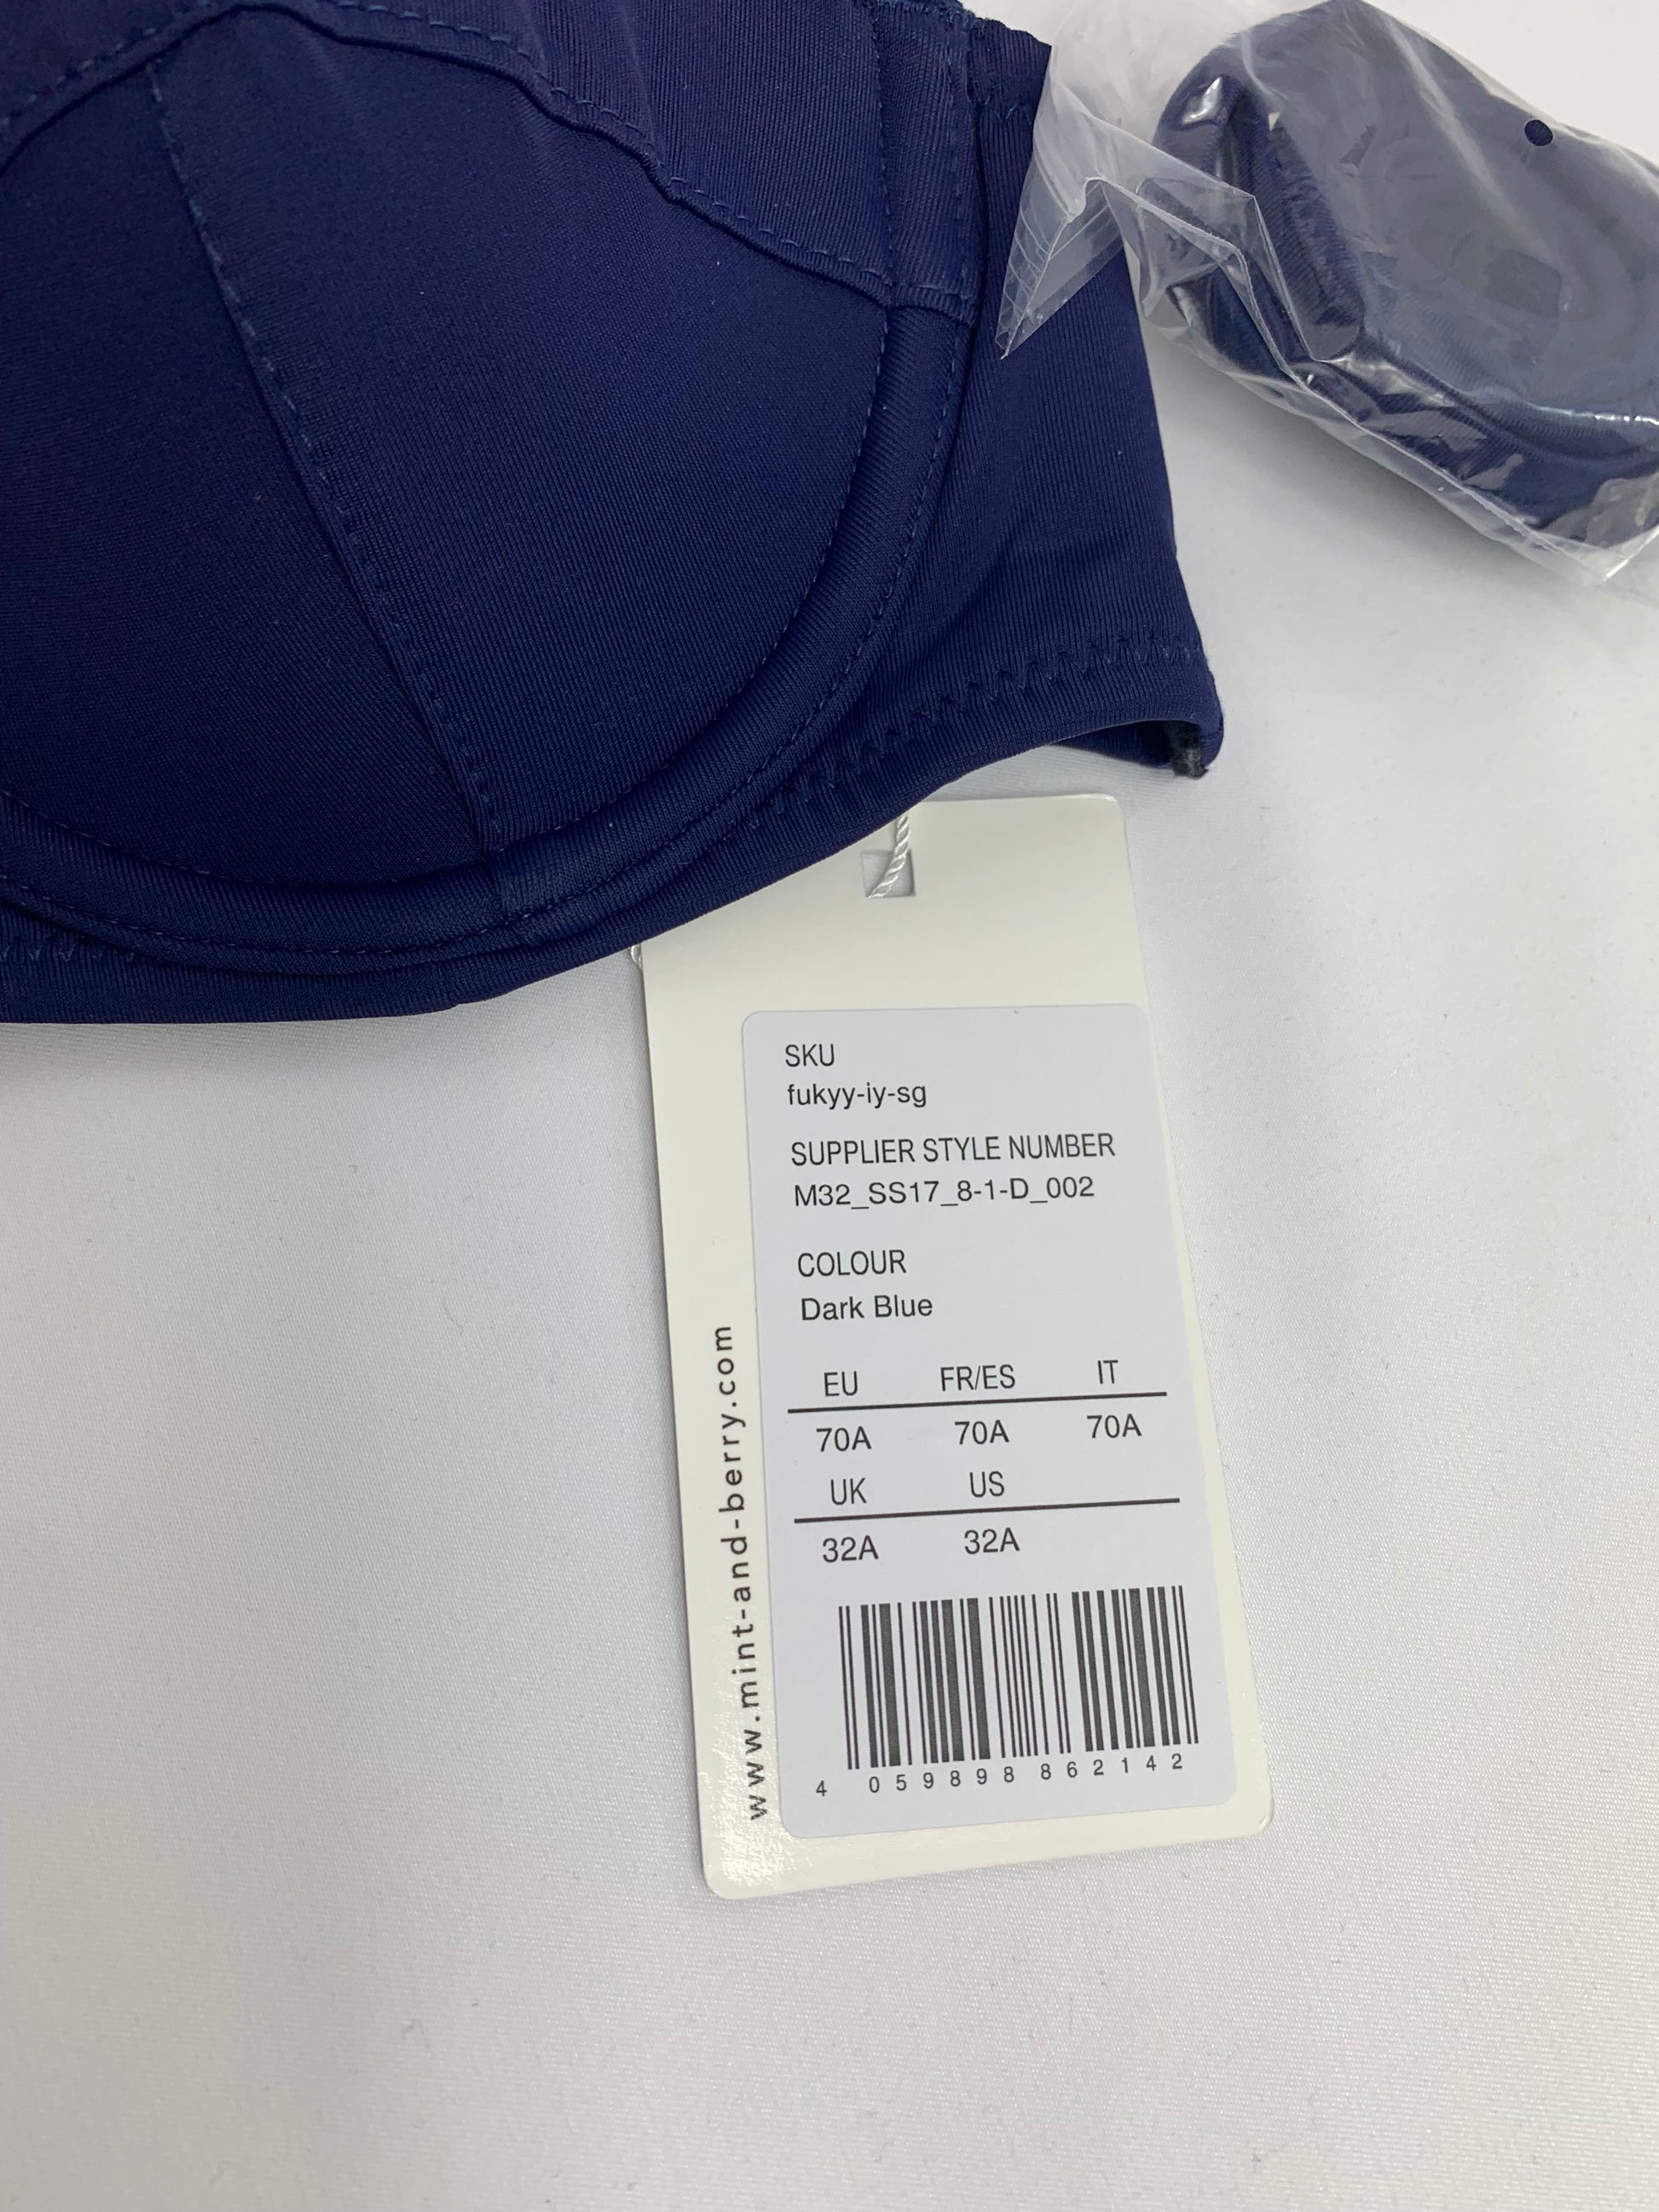 SKU
fukyy-iy-sg
SUPPLIER STYLE NUMBER
M32_SS17_8-1-D_002
COLOUR
Dark Blue
EU FR/ES IT
70A 70A 70A
UK US
32A 32A
4 059898 862142
www.mint-and-berry.com